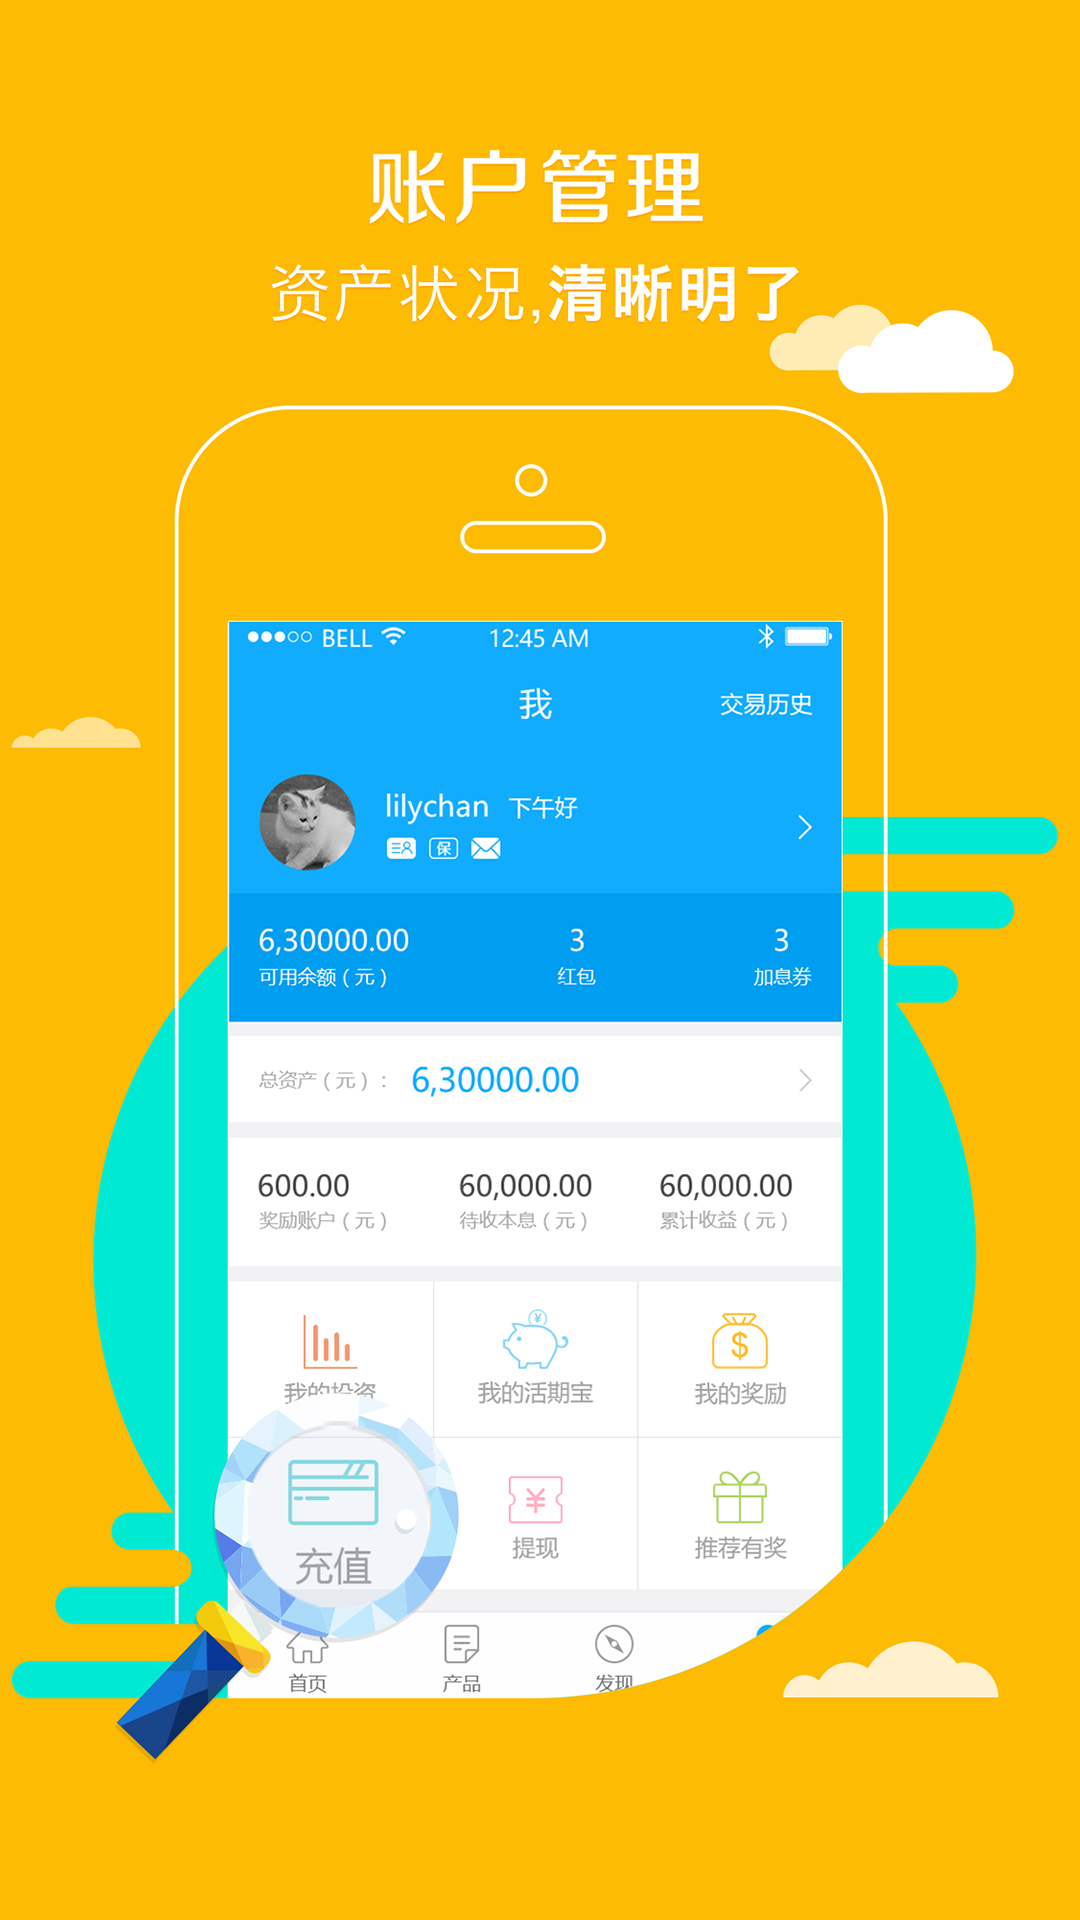 账户管理
资产状况,清晰明了
BELL 12:45 AM
我 交易历史
lilychan 下午好
保
6,30000.00 3 3
可用余额(元) 红包 加息券
总资产(元): 6,30000.00
600.00 60,000.00 60,000.00
奖励账户(元) 待收本息(元) 累计收益(元)
¥ $
我的投资 我的活期宝 我的奖励
¥
充值 提现 推荐有奖
首页 产品 发现